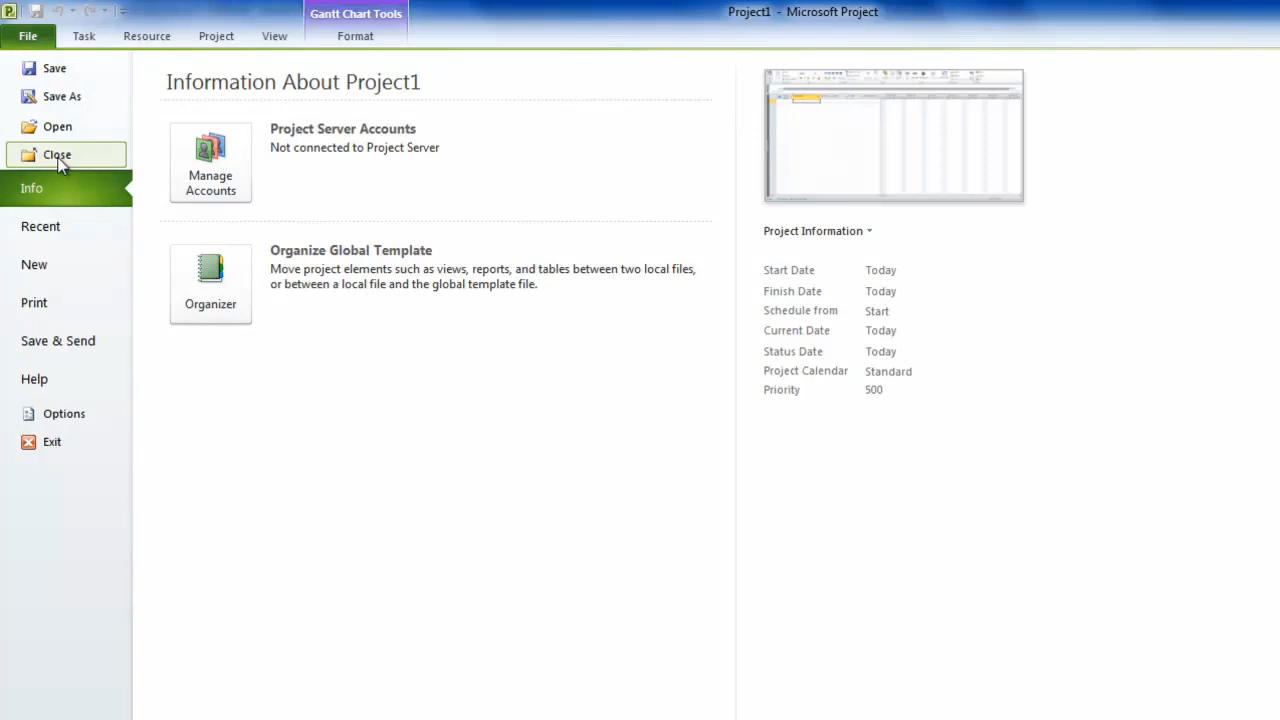 Gantt Chart Tools
Project1 - Microsoft Project
File
Task
Resource
Project
View
Format
Save
Save As
Open
Close
Info
Recent
New
Print
Save & Send
Help
Options
Exit
Information About Project1
Manage
Accounts
Project Server Accounts
Not connected to Project Server
Organizer
Organize Global Template
Move project elements such as views, reports, and tables between two local files,
or between a local file and the global template file.
Project Information
Start Date Today
Finish Date Today
Schedule from Start
Current Date Today
Status Date Today
Project Calendar Standard
Priority 500